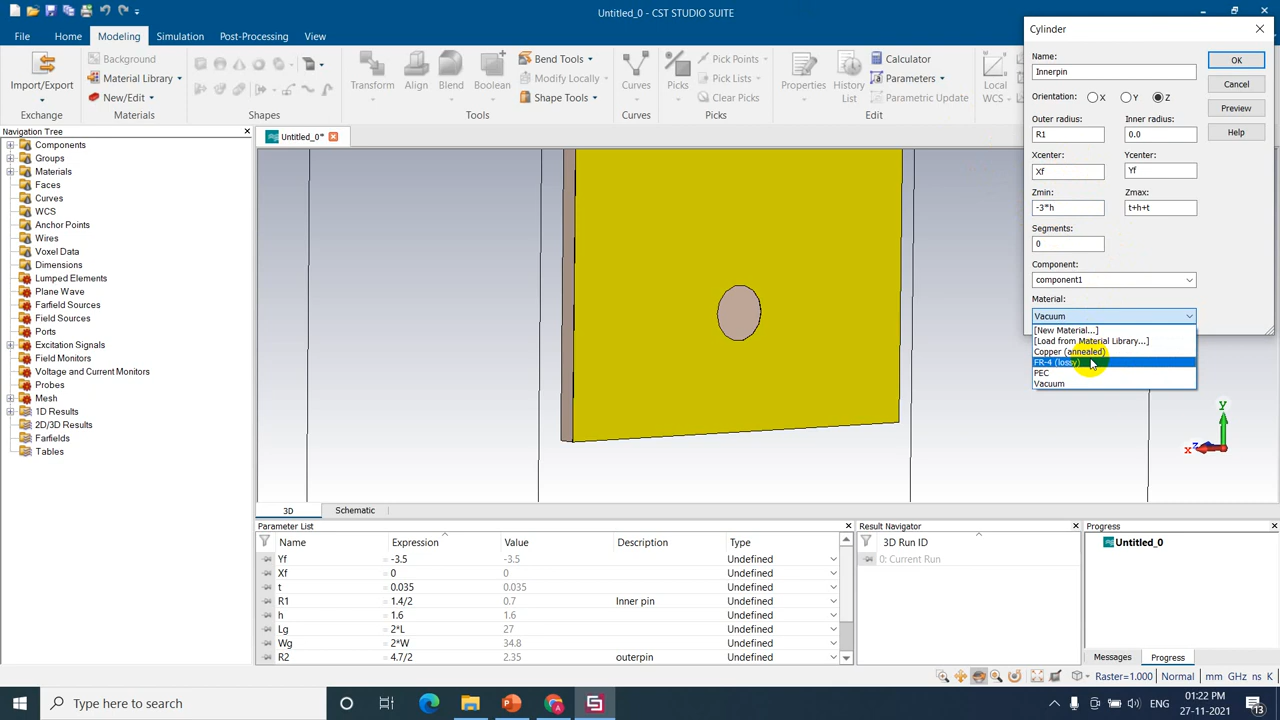 Untitled_0 - CST STUDIO SUITE
File Home Modeling Simulation Post-Processing View
Import/Export
Exchange
Background
Material Library
New/Edit
Materials
Shapes
Transform Align Blend Boolean
Bend Tools
Modify Locally
Shape Tools
Tools
Curves
Curves
Picks
Pick Points
Pick Lists
Clear Picks
Picks
Properties
History List
Calculator
Parameters
Parametric Update
Edit
Local WCS
Cylinder
Name:
Innerpin
Orientation: X Y Z
Outer radius: Inner radius:
R1 0.0
Xcenter: Ycenter:
Xf Yf
Zmin: Zmax:
-3*h t+h+t
Segments:
0
Component:
component1
Material:
Vacuum
[New Material...]
[Load from Material Library...]
Copper (annealed)
FR-4 (lossy)
PEC
Vacuum
OK
Cancel
Preview
Help
Navigation Tree
Components
Groups
Materials
Faces
Curves
WCS
Anchor Points
Wires
Voxel Data
Dimensions
Lumped Elements
Plane Wave
Farfield Sources
Field Sources
Ports
Excitation Signals
Field Monitors
Voltage and Current Monitors
Probes
Mesh
1D Results
2D/3D Results
Farfields
Tables
Untitled_0*
y
x
z
3D Schematic
Parameter List
Name Expression Value Description Type
Yf = -3.5 -3.5 Undefined
Xf = 0 0 Undefined
t = 0.035 0.035 Undefined
R1 = 1.4/2 0.7 Inner pin Undefined
h = 1.6 1.6 Undefined
Lg = 2*L 27 Undefined
Wg = 2*W 34.8 Undefined
R2 = 4.7/2 2.35 outerpin Undefined
Result Navigator
3D Run ID
0: Current Run
Progress
Untitled_0
Messages Progress
Raster=1.000 Normal mm GHz ns K
Type here to search
ENG
01:22 PM
27-11-2021
13